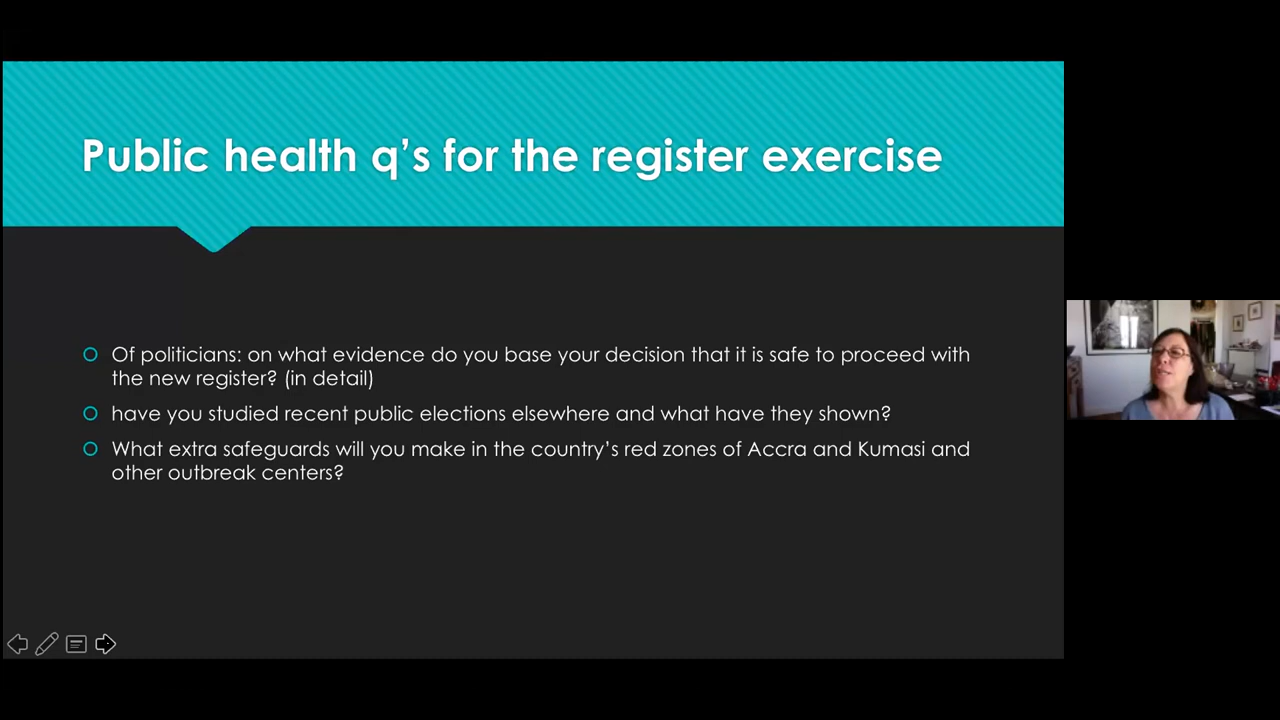 Public health q’s for the register exercise
Of politicians: on what evidence do you base your decision that it is safe to proceed with
the new register? (in detail)
have you studied recent public elections elsewhere and what have they shown?
What extra safeguards will you make in the country’s red zones of Accra and Kumasi and
other outbreak centers?